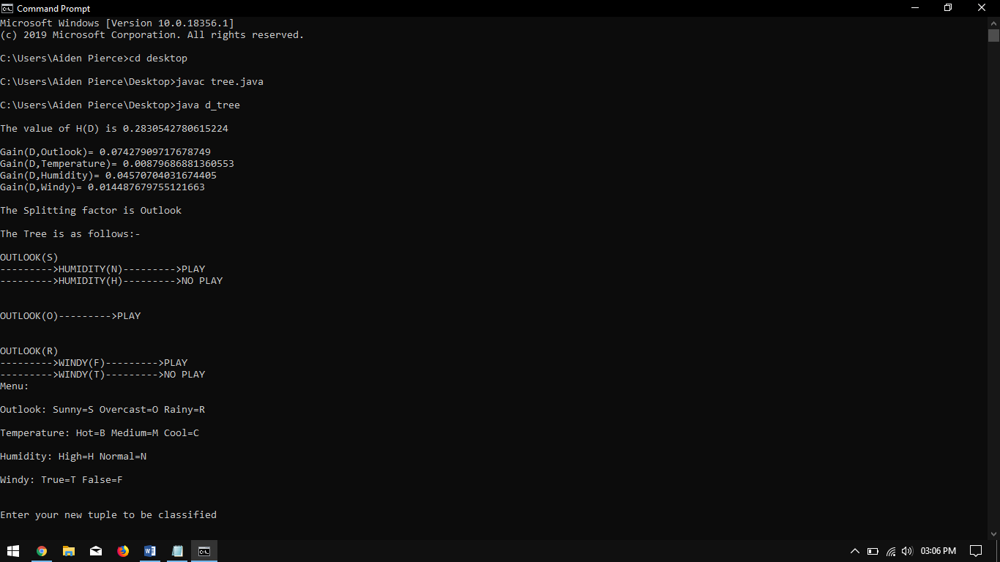 Command Prompt
Microsoft Windows [Version 10.0.18356.1]
(c) 2019 Microsoft Corporation. All rights reserved.
C:\Users\Aiden Pierce>cd desktop
C:\Users\Aiden Pierce\Desktop>javac tree.java
C:\Users\Aiden Pierce\Desktop>java d_tree
The value of H(D) is 0.2830542780615224
Gain(D,Outlook)= 0.07427909717678749
Gain(D,Temperature)= 0.00879686881360553
Gain(D,Humidity)= 0.04570704031674405
Gain(D,Windy)= 0.014487679755121663
The Splitting factor is Outlook
The Tree is as follows:-
OUTLOOK(S)
--------->HUMIDITY(N)--------->PLAY
--------->HUMIDITY(H)--------->NO PLAY
OUTLOOK(O)--------->PLAY
OUTLOOK(R)
--------->WINDY(F)--------->PLAY
--------->WINDY(T)--------->NO PLAY
Menu:
Outlook: Sunny=S Overcast=O Rainy=R
Temperature: Hot=B Medium=M Cool=C
Humidity: High=H Normal=N
Windy: True=T False=F
Enter your new tuple to be classified
03:06 PM